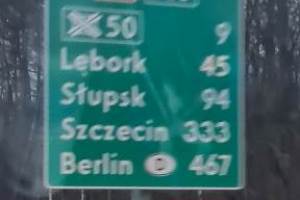 50 9
Lębork 45
Słupsk 94
Szczecin 333
Berlin D 467